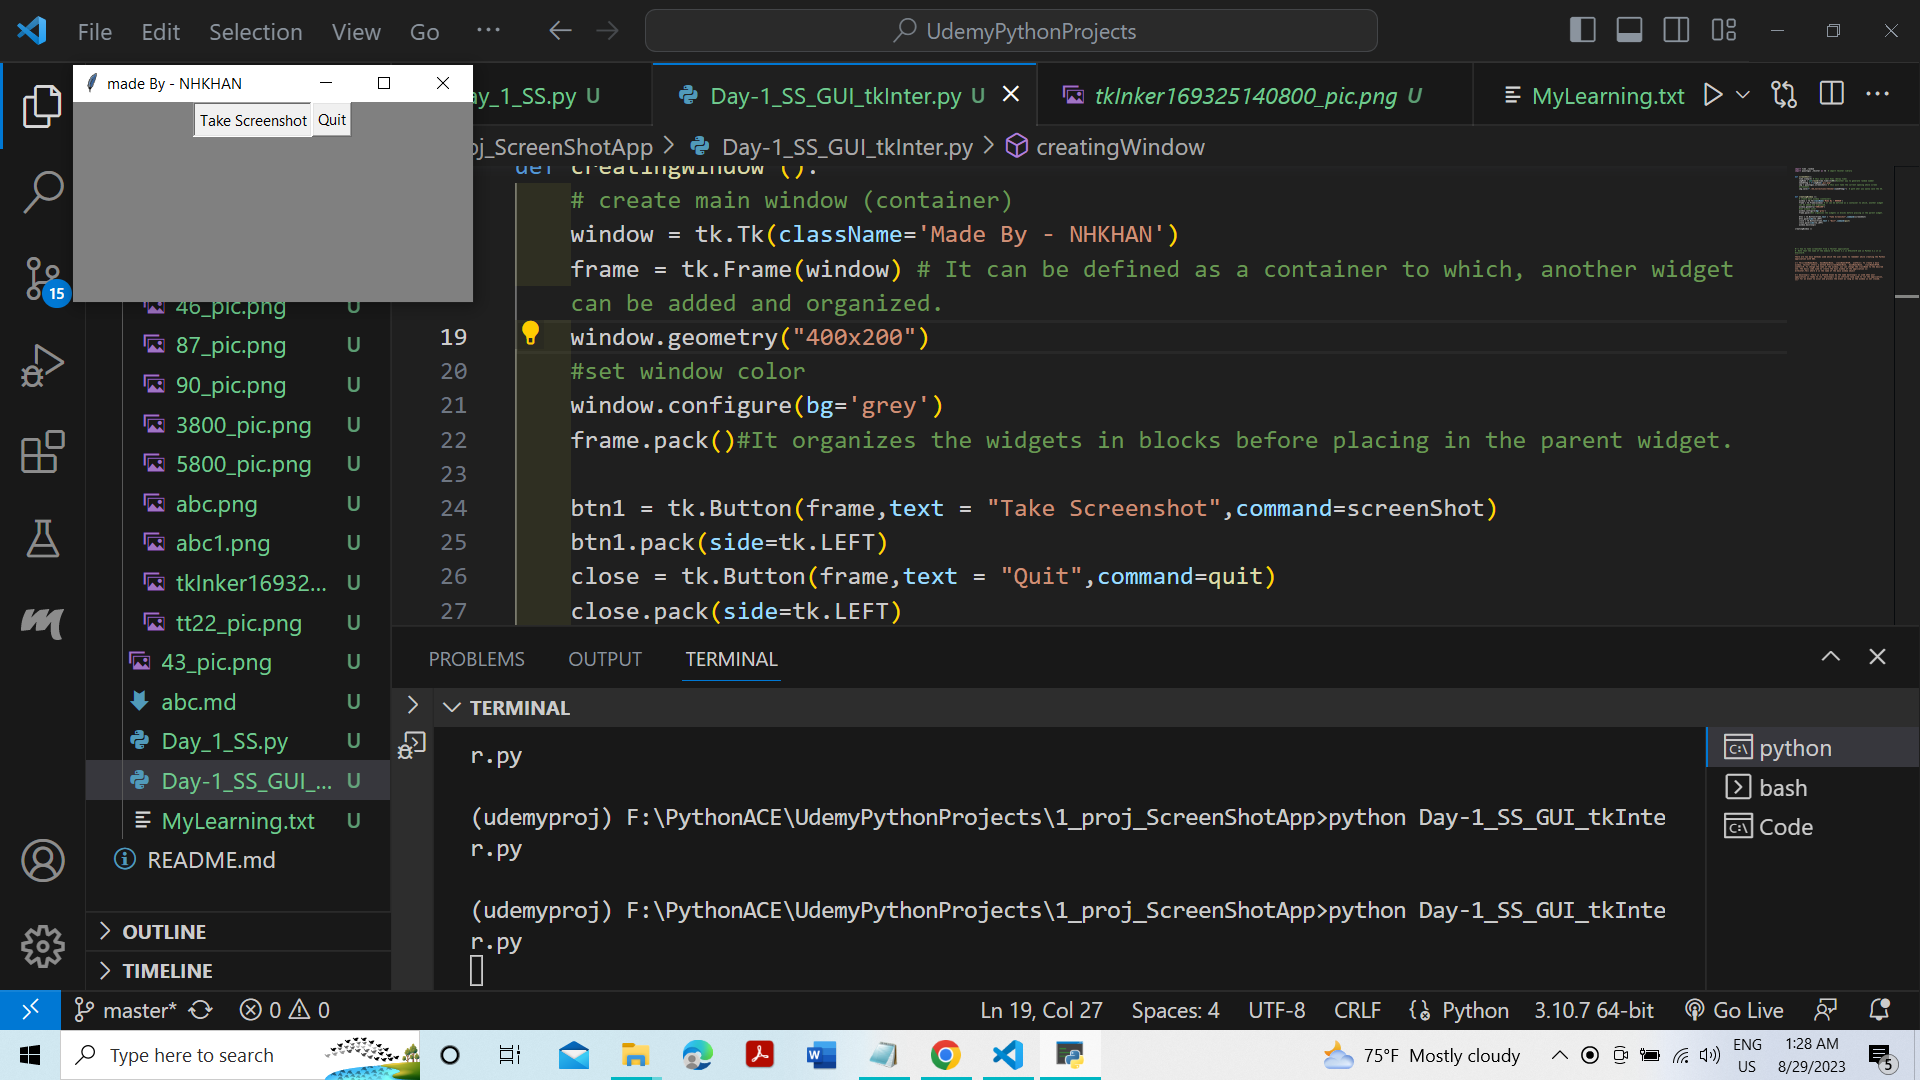 File Edit Selection View Go ··· UdemyPythonProjects
made By - NHKHAN
Take Screenshot Quit
ay_1_SS.py U Day-1_SS_GUI_tkInter.py U tkInker169325140800_pic.png U MyLearning.txt
oj_ScreenShotApp > Day-1_SS_GUI_tkInter.py > creatingWindow
def creatingWindow ():
# create main window (container)
window = tk.Tk(className='Made By - NHKHAN')
frame = tk.Frame(window) # It can be defined as a container to which, another widget
can be added and organized.
19 window.geometry("400x200")
20 #set window color
21 window.configure(bg='grey')
22 frame.pack()#It organizes the widgets in blocks before placing in the parent widget.
23
24 btn1 = tk.Button(frame,text = "Take Screenshot",command=screenShot)
25 btn1.pack(side=tk.LEFT)
26 close = tk.Button(frame,text = "Quit",command=quit)
27 close.pack(side=tk.LEFT)
15
46_pic.png U
87_pic.png U
90_pic.png U
3800_pic.png U
5800_pic.png U
abc.png U
abc1.png U
tkInker16932... U
tt22_pic.png U
43_pic.png U
abc.md U
Day_1_SS.py U
Day-1_SS_GUI_... U
MyLearning.txt U
README.md
OUTLINE
TIMELINE
PROBLEMS OUTPUT TERMINAL
TERMINAL
r.py
(udemyproj) F:\PythonACE\UdemyPythonProjects\1_proj_ScreenShotApp>python Day-1_SS_GUI_tkInte
r.py
(udemyproj) F:\PythonACE\UdemyPythonProjects\1_proj_ScreenShotApp>python Day-1_SS_GUI_tkInte
r.py
python
bash
Code
master* 0 0 Ln 19, Col 27 Spaces: 4 UTF-8 CRLF Python 3.10.7 64-bit Go Live
Type here to search 75°F Mostly cloudy ENG US 1:28 AM 8/29/2023 5